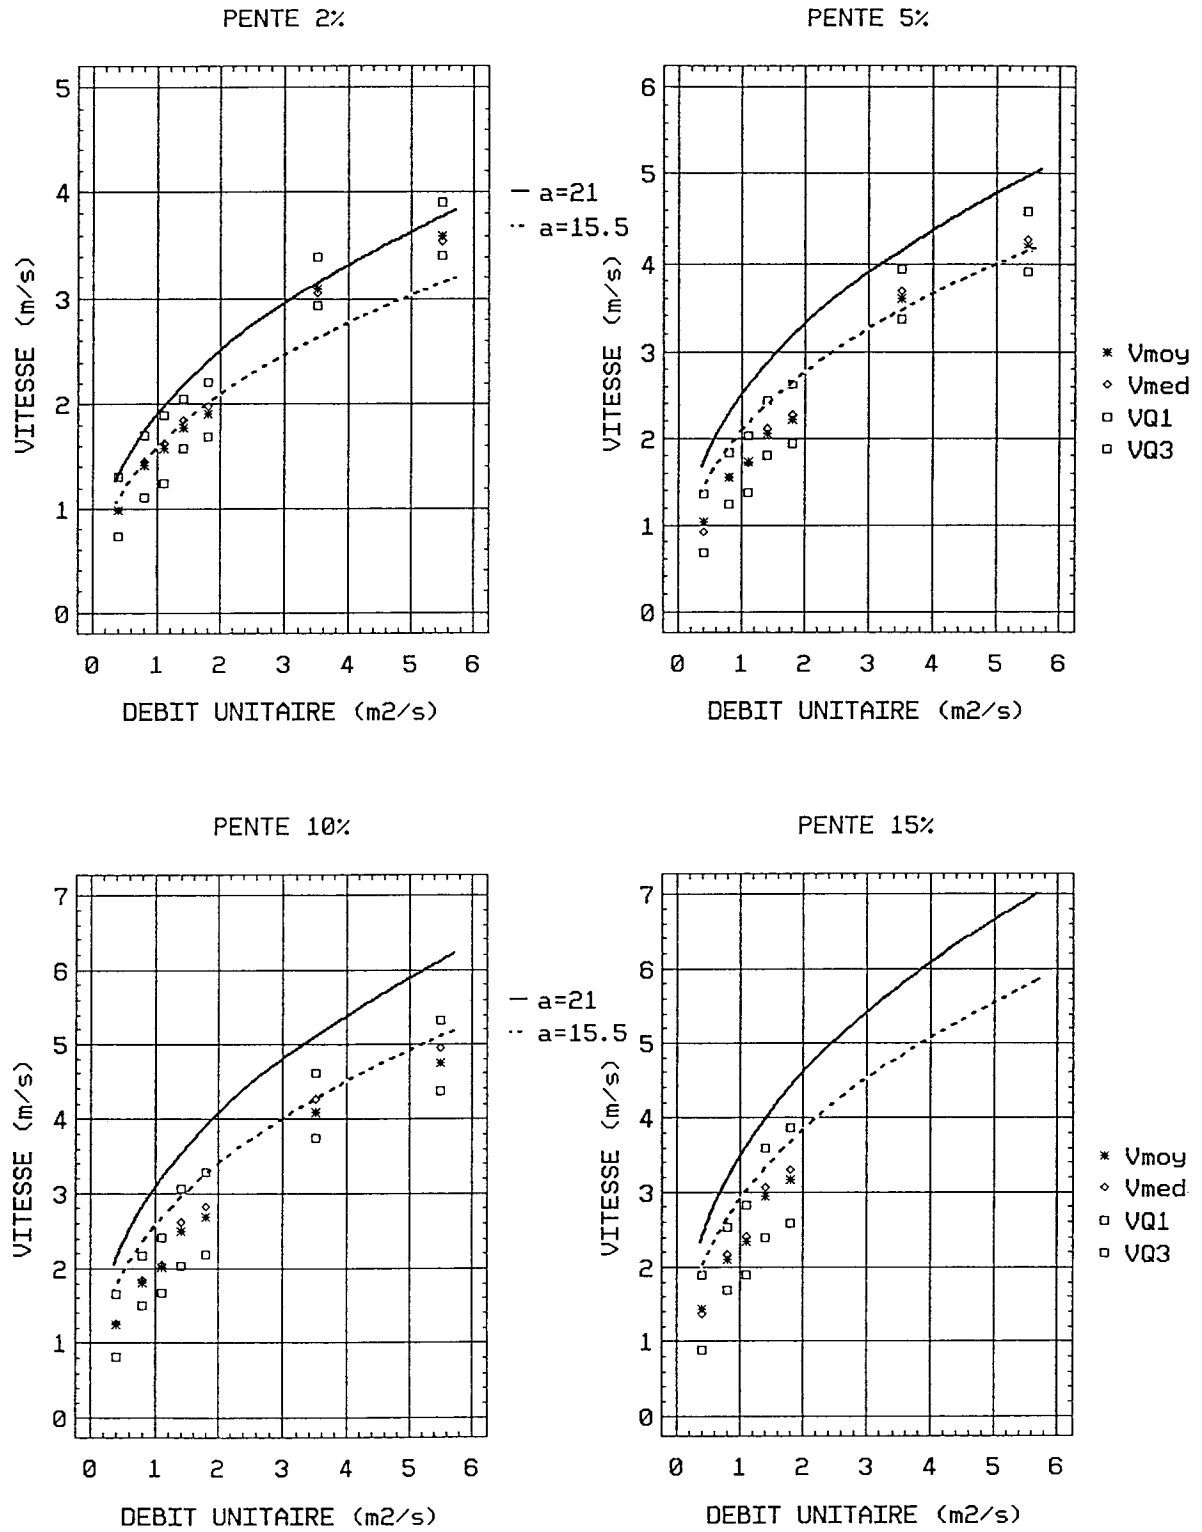 PENTE 2%
5
4
3
2
1
0
VITESSE (m/s)
0 1 2 3 4 5 6
DEBIT UNITAIRE (m2/s)
— a=21
-- a=15.5
PENTE 5%
6
5
4
3
2
1
0
VITESSE (m/s)
0 1 2 3 4 5 6
DEBIT UNITAIRE (m2/s)
Vmoy
Vmed
VQ1
VQ3
PENTE 10%
7
6
5
4
3
2
1
0
VITESSE (m/s)
0 1 2 3 4 5 6
DEBIT UNITAIRE (m2/s)
— a=21
-- a=15.5
PENTE 15%
7
6
5
4
3
2
1
0
VITESSE (m/s)
0 1 2 3 4 5 6
DEBIT UNITAIRE (m2/s)
Vmoy
Vmed
VQ1
VQ3